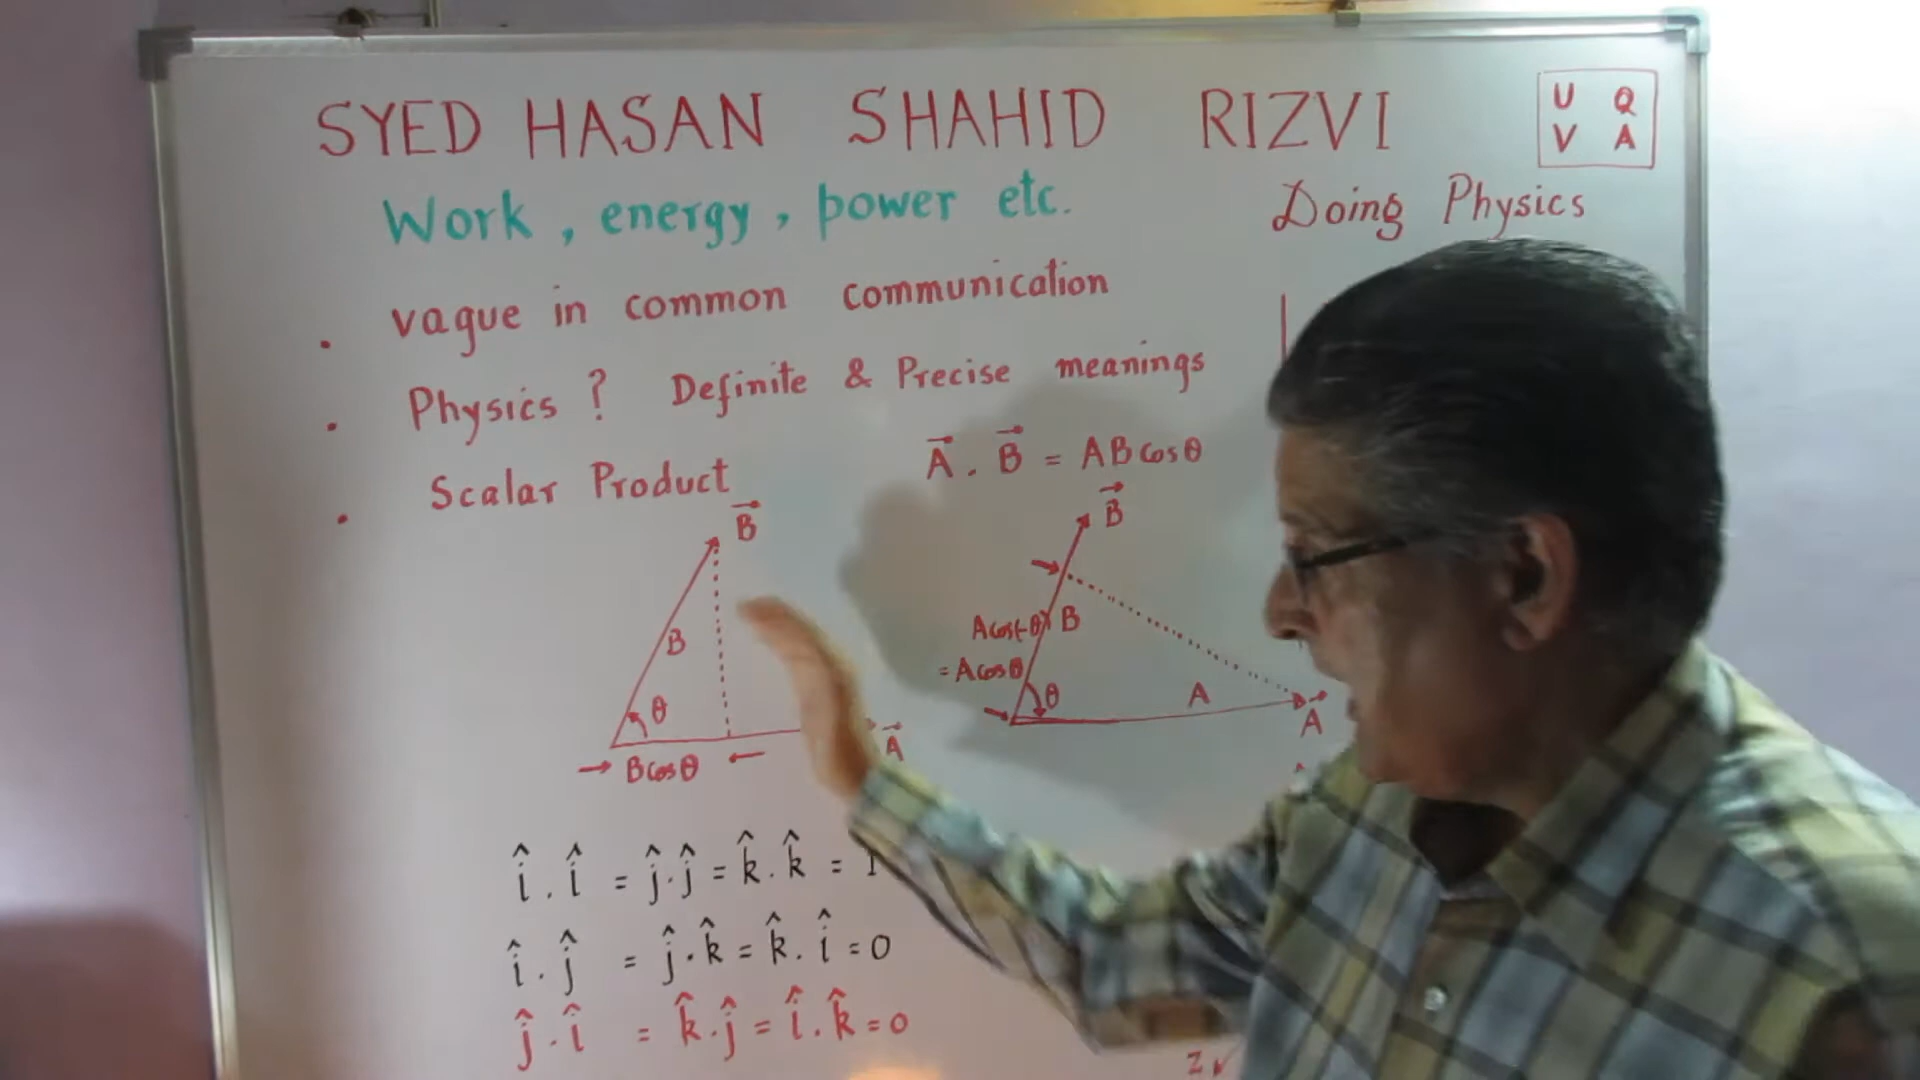 SYED HASAN SHAHID RIZVI
U Q
V A
Work, energy, power etc.
Doing Physics
. vague in common communication
. Physics ? Definite & Precise meanings
. Scalar Product
A⃗ . B⃗ = AB cos θ
B⃗
B
θ
B cos θ
A⃗
B⃗
A cos(-θ)
B
= A cos θ
θ
A
A⃗
î . î = ĵ . ĵ = k̂ . k̂ = 1
î . ĵ = ĵ . k̂ = k̂ . î = 0
ĵ . î = k̂ . ĵ = î . k̂ = 0
Z